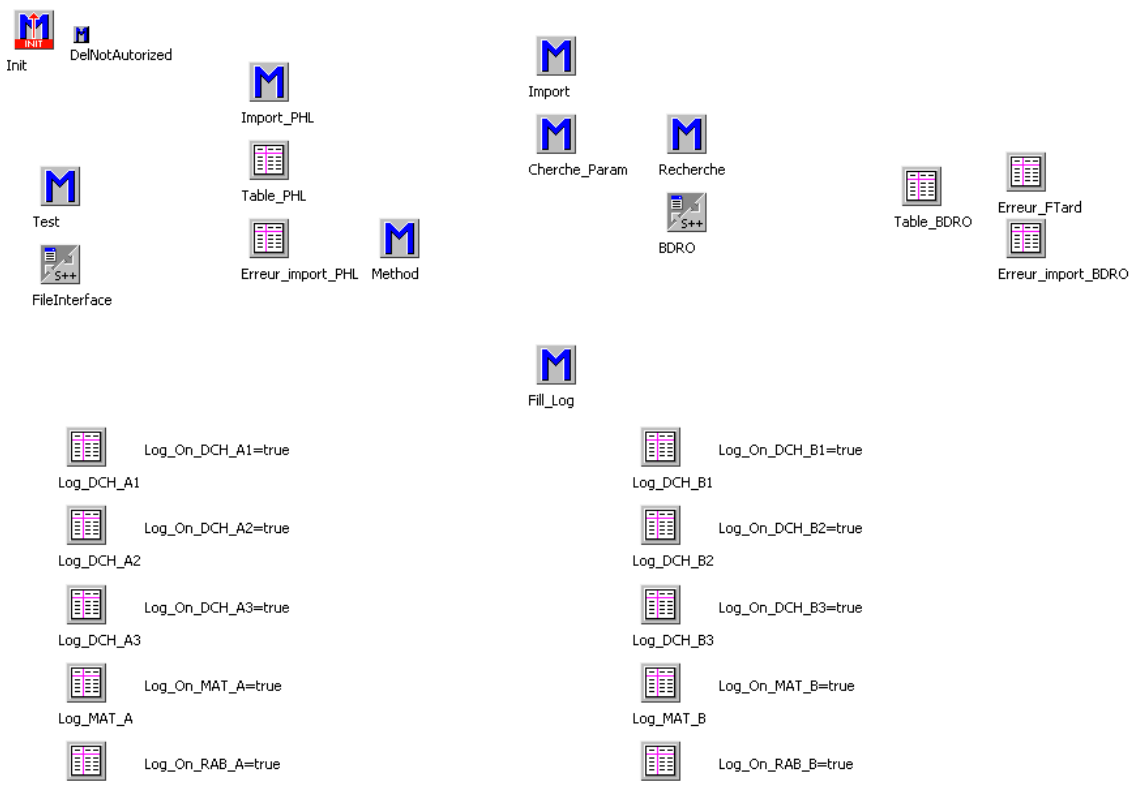 INIT
Init
DelNotAutorized
Import_PHL
Import
Cherche_Param
Recherche
Table_PHL
Test
Table_BDRO
Erreur_FTard
S++
BDRO
Erreur_import_PHL
Method
Erreur_import_BDRO
S++
FileInterface
Fill_Log
Log_On_DCH_A1=true
Log_On_DCH_B1=true
Log_DCH_A1
Log_DCH_B1
Log_On_DCH_A2=true
Log_On_DCH_B2=true
Log_DCH_A2
Log_DCH_B2
Log_On_DCH_A3=true
Log_On_DCH_B3=true
Log_DCH_A3
Log_DCH_B3
Log_On_MAT_A=true
Log_On_MAT_B=true
Log_MAT_A
Log_MAT_B
Log_On_RAB_A=true
Log_On_RAB_B=true